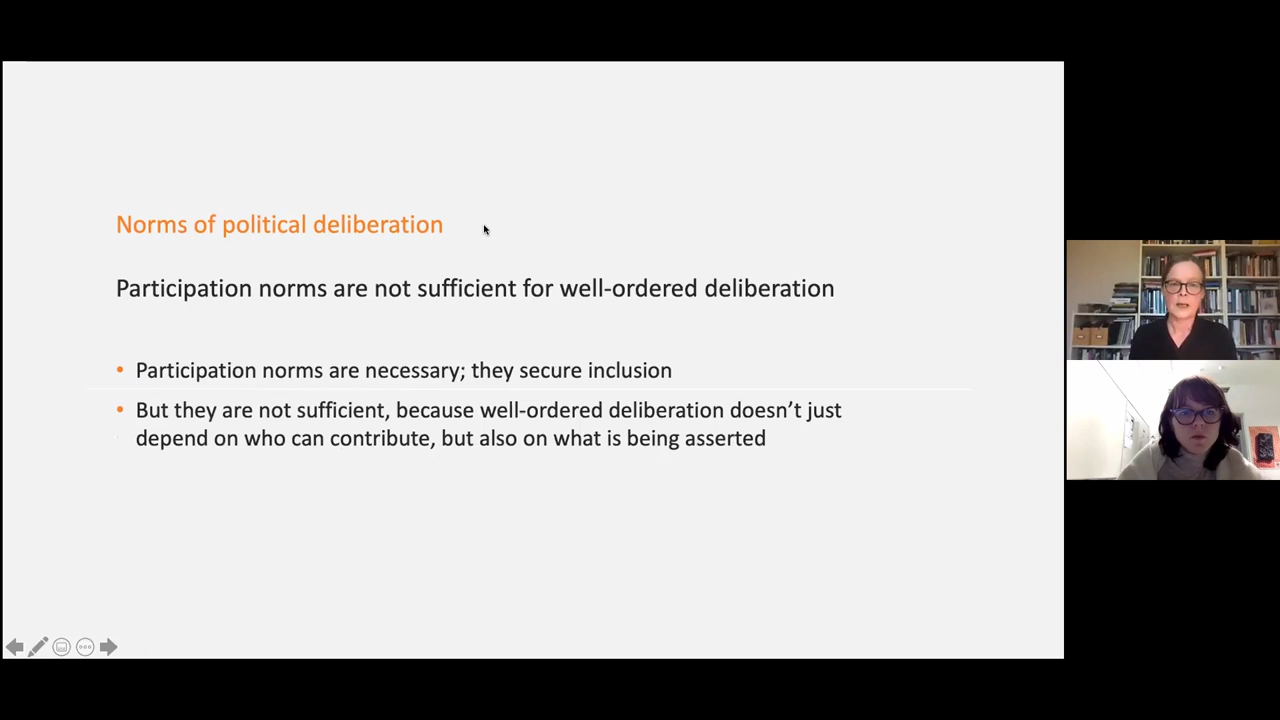 Norms of political deliberation
Participation norms are not sufficient for well-ordered deliberation
• Participation norms are necessary; they secure inclusion
• But they are not sufficient, because well-ordered deliberation doesn’t just
depend on who can contribute, but also on what is being asserted